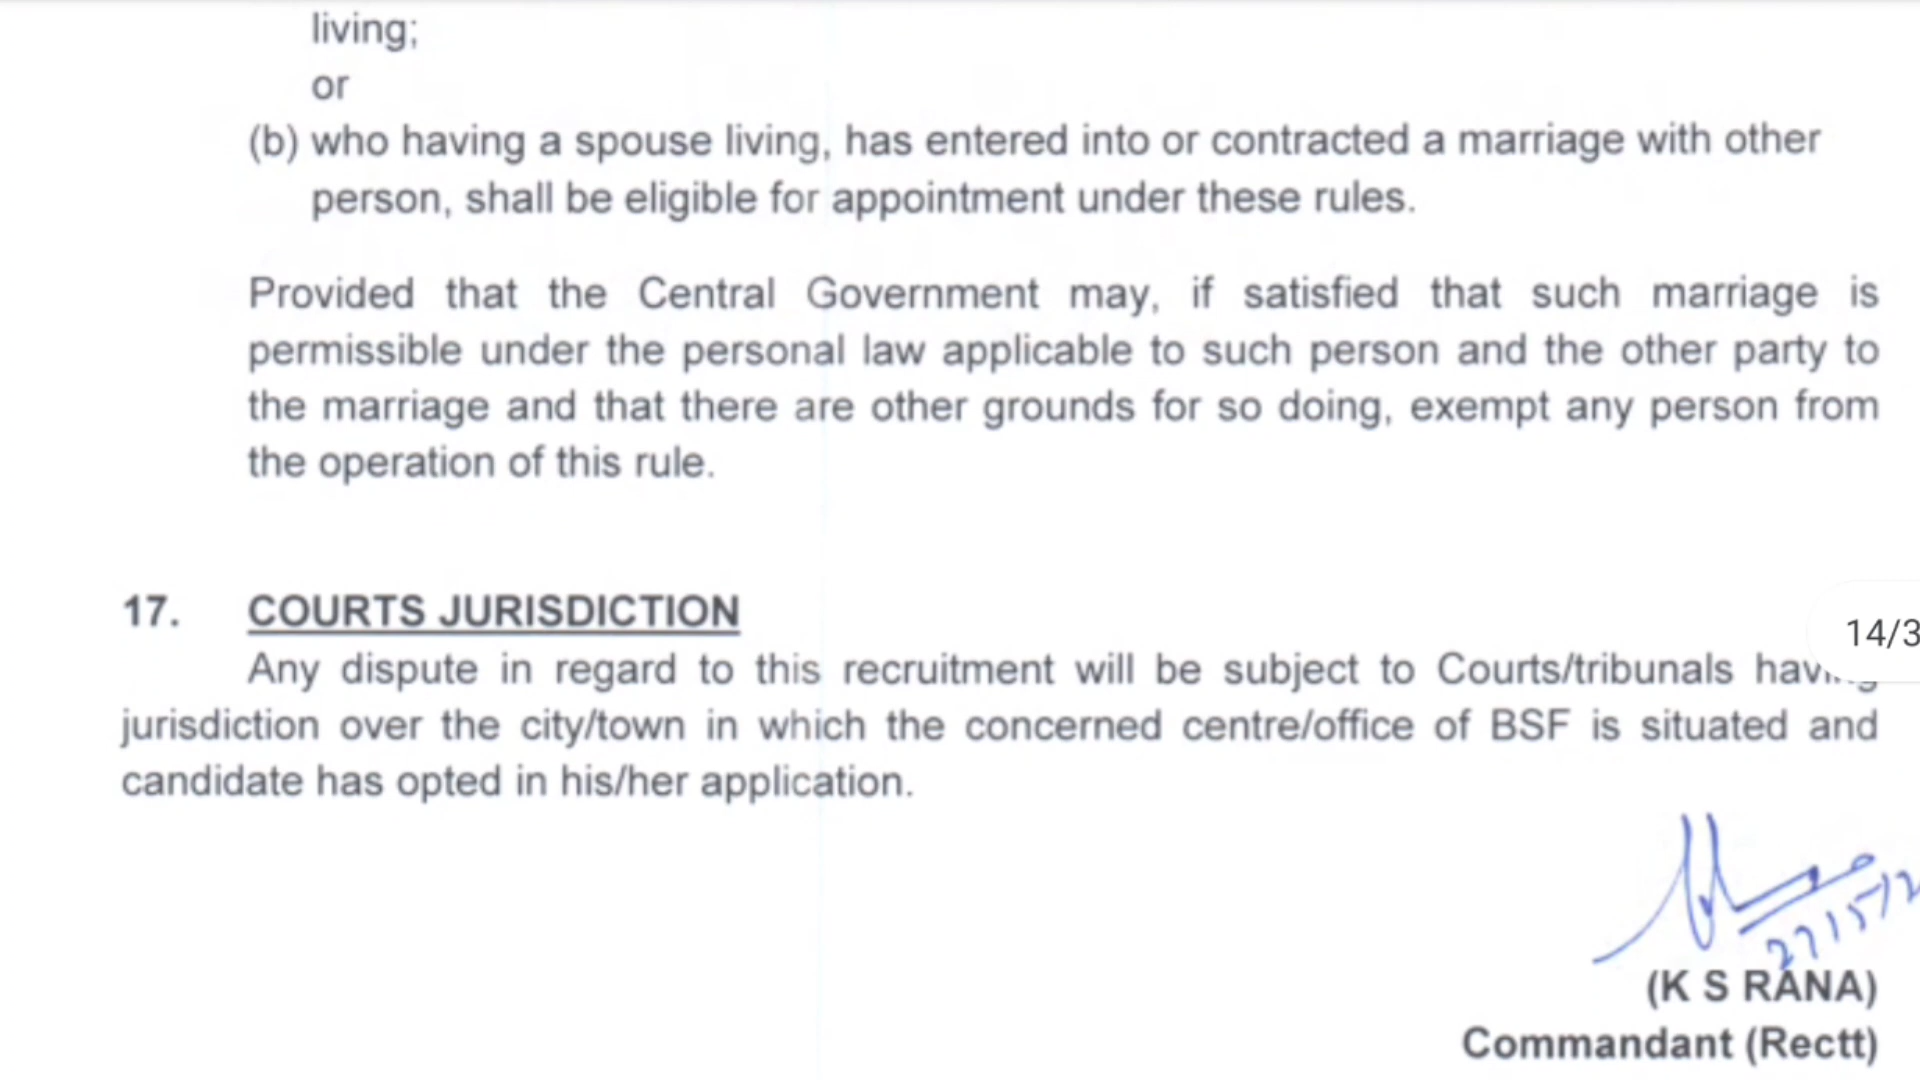 living;
or
(b) who having a spouse living, has entered into or contracted a marriage with other
person, shall be eligible for appointment under these rules.
Provided that the Central Government may, if satisfied that such marriage is
permissible under the personal law applicable to such person and the other party to
the marriage and that there are other grounds for so doing, exempt any person from
the operation of this rule.
17. COURTS JURISDICTION
14/3
Any dispute in regard to this recruitment will be subject to Courts/tribunals having
jurisdiction over the city/town in which the concerned centre/office of BSF is situated and
candidate has opted in his/her application.
(K S RANA)
Commandant (Rectt)